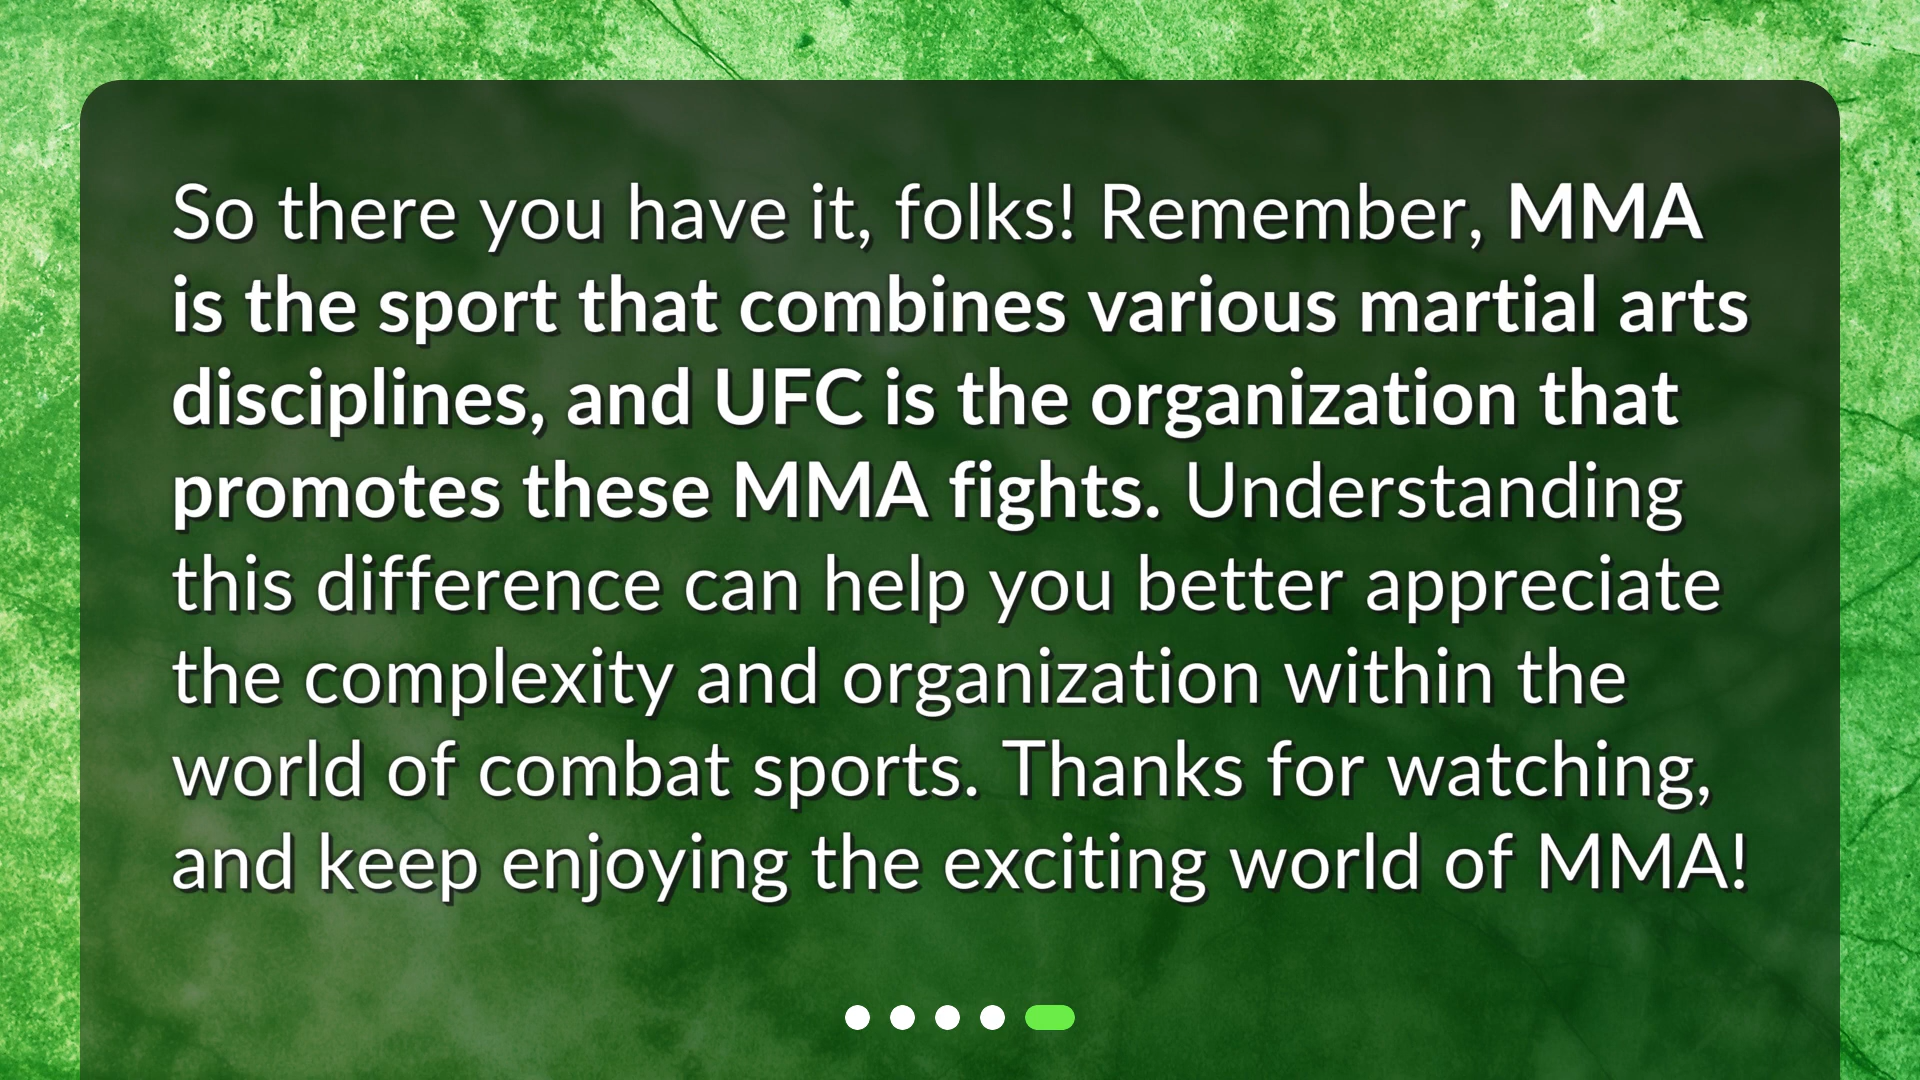 So there you have it, folks! Remember, MMA
is the sport that combines various martial arts
disciplines, and UFC is the organization that
promotes these MMA fights. Understanding
this difference can help you better appreciate
the complexity and organization within the
world of combat sports. Thanks for watching,
and keep enjoying the exciting world of MMA!